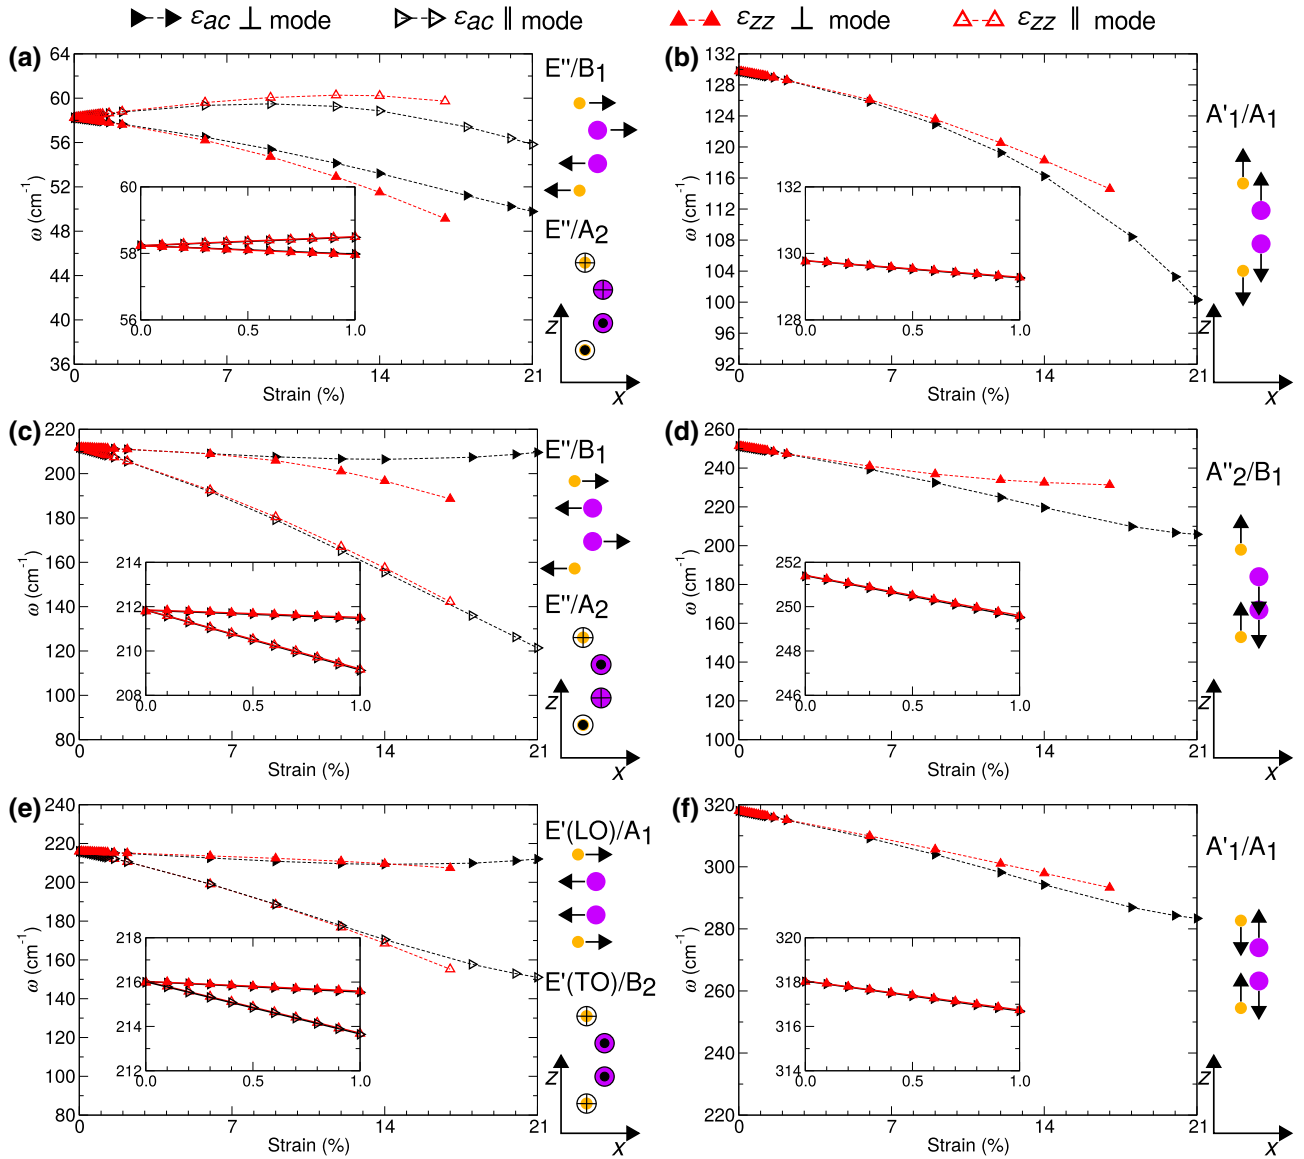 εac ⊥ mode εac ∥ mode εzz ⊥ mode εzz ∥ mode
(a)
64
60
56
52
48
44
40
36
ω (cm-1)
0 7 14 21
Strain (%)
60
58
56
0.0 0.5 1.0
E''/B1
E''/A2
z
x
(b)
132
128
124
120
116
112
108
104
100
96
92
ω (cm-1)
0 7 14 21
Strain (%)
132
130
128
0.0 0.5 1.0
A'1/A1
z
x
(c)
220
200
180
160
140
120
100
80
ω (cm-1)
0 7 14 21
Strain (%)
214
212
210
208
0.0 0.5 1.0
E''/B1
E''/A2
z
x
(d)
260
240
220
200
180
160
140
120
100
ω (cm-1)
0 7 14 21
Strain (%)
252
250
248
246
0.0 0.5 1.0
A''2/B1
z
x
(e)
240
220
200
180
160
140
120
100
80
ω (cm-1)
0 7 14 21
Strain (%)
218
216
214
212
0.0 0.5 1.0
E'(LO)/A1
E'(TO)/B2
z
x
(f)
320
300
280
260
240
220
ω (cm-1)
0 7 14 21
Strain (%)
320
318
316
314
0.0 0.5 1.0
A'1/A1
z
x